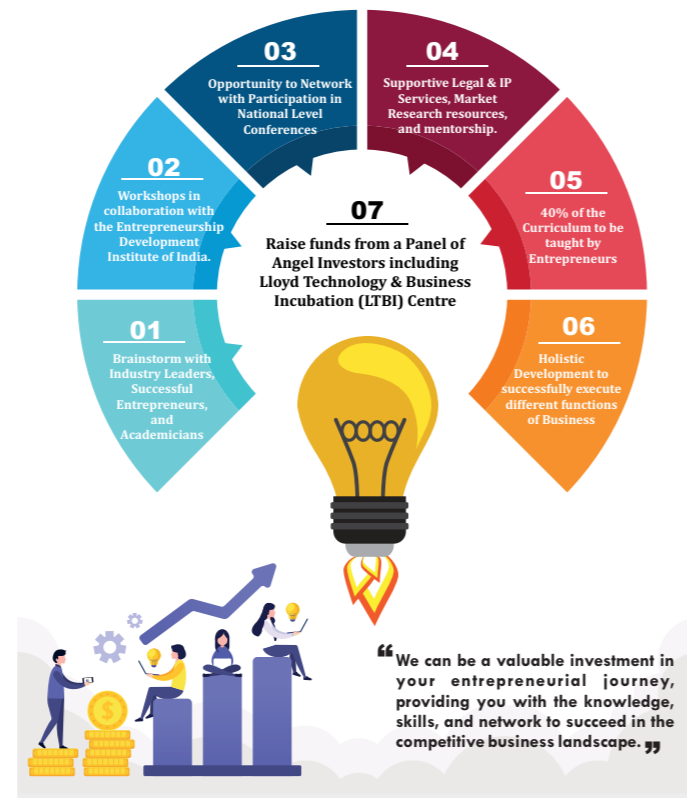 01
Brainstorm with
Industry Leaders,
Successful
Entrepreneurs,
and
Academicians
02
Workshops in
collaboration with
the Entrepreneurship
Development
Institute of India.
03
Opportunity to Network
with Participation in
National Level
Conferences
04
Supportive Legal & IP
Services, Market
Research resources,
and mentorship.
05
40% of the
Curriculum to be
taught by
Entrepreneurs
06
Holistic
Development to
successfully execute
different functions
of Business
07
Raise funds from a Panel of
Angel Investors including
Lloyd Technology & Business
Incubation (LTBI) Centre
$
“We can be a valuable investment in
your entrepreneurial journey,
providing you with the knowledge,
skills, and network to succeed in the
competitive business landscape.”